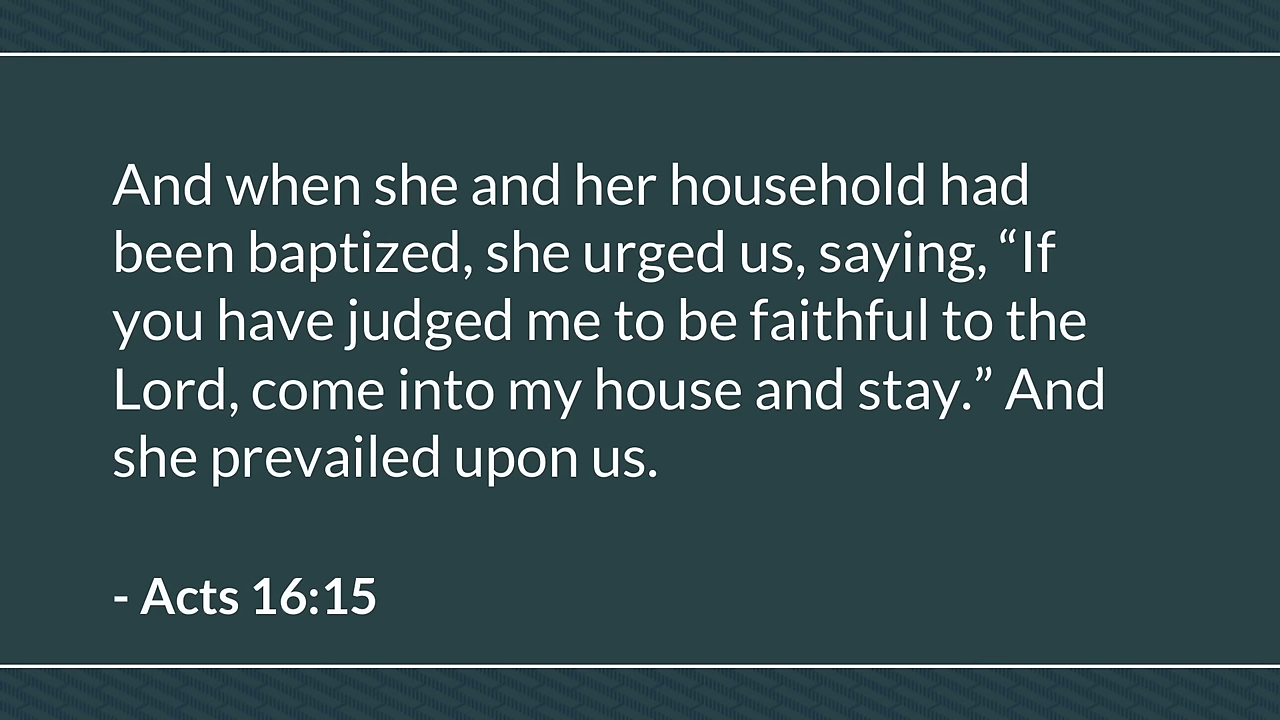 And when she and her household had
been baptized, she urged us, saying, “If
you have judged me to be faithful to the
Lord, come into my house and stay.” And
she prevailed upon us.
- Acts 16:15